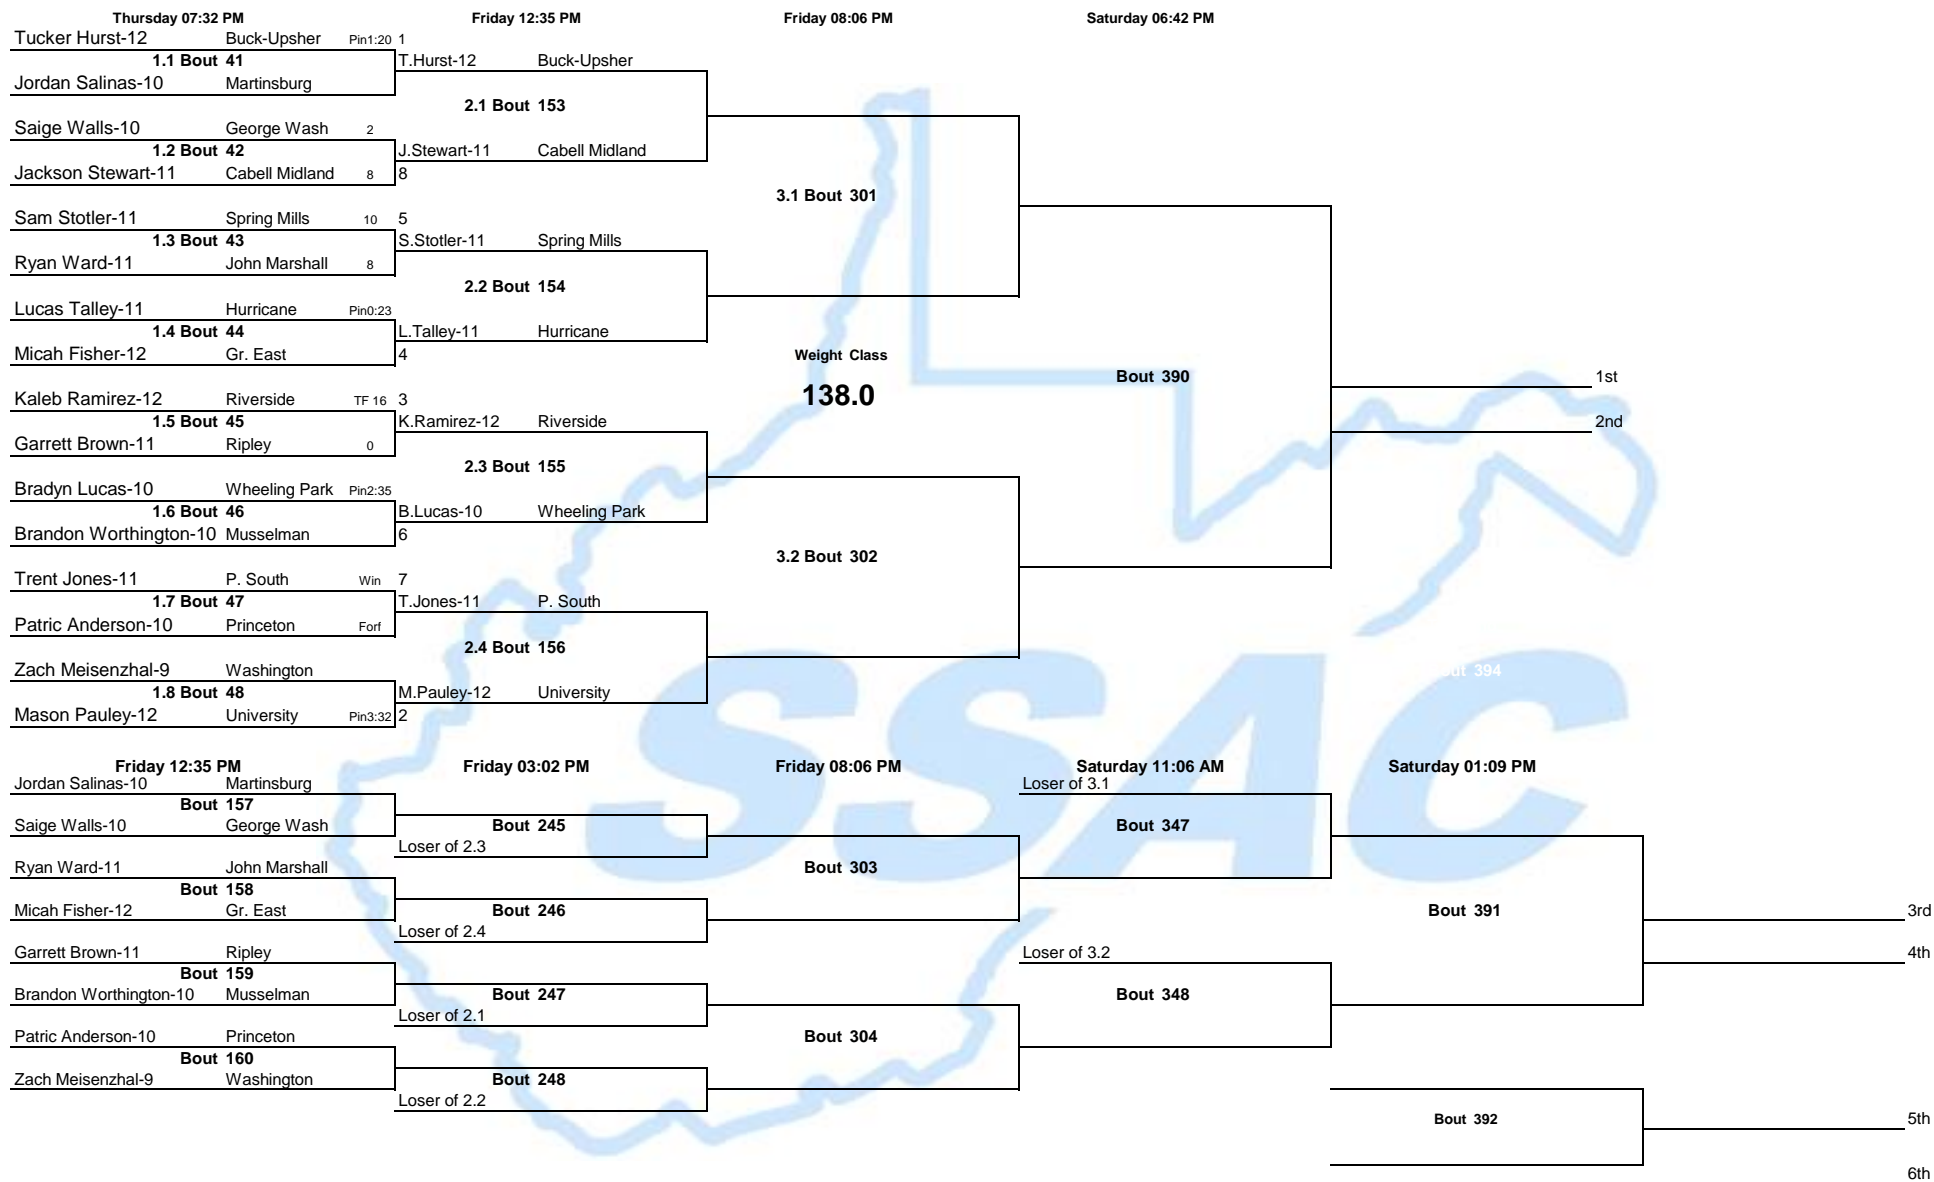 Thursday 07:32 PM Friday 12:35 PM Friday 08:06 PM Saturday 06:42 PM
Tucker Hurst-12 Buck-Upsher Pin1:20 1
1.1 Bout 41 T.Hurst-12 Buck-Upsher
Jordan Salinas-10 Martinsburg
2.1 Bout 153
Saige Walls-10 George Wash 2
1.2 Bout 42 J.Stewart-11 Cabell Midland
Jackson Stewart-11 Cabell Midland 8 8
3.1 Bout 301
Sam Stotler-11 Spring Mills 10 5
1.3 Bout 43 S.Stotler-11 Spring Mills
Ryan Ward-11 John Marshall 8
2.2 Bout 154
Lucas Talley-11 Hurricane Pin0:23
1.4 Bout 44 L.Talley-11 Hurricane
Micah Fisher-12 Gr. East 4 Weight Class
Bout 390 1st
Kaleb Ramirez-12 Riverside TF 16 3 138.0
1.5 Bout 45 K.Ramirez-12 Riverside 2nd
Garrett Brown-11 Ripley 0
2.3 Bout 155
Bradyn Lucas-10 Wheeling Park Pin2:35
1.6 Bout 46 B.Lucas-10 Wheeling Park
Brandon Worthington-10 Musselman 6
3.2 Bout 302
Trent Jones-11 P. South Win 7
1.7 Bout 47 T.Jones-11 P. South
Patric Anderson-10 Princeton Forf
2.4 Bout 156
Zach Meisenzhal-9 Washington 394
1.8 Bout 48 M.Pauley-12 University
Mason Pauley-12 University Pin3:32 2
SSAC
Friday 12:35 PM Friday 03:02 PM Friday 08:06 PM Saturday 11:06 AM Saturday 01:09 PM
Jordan Salinas-10 Martinsburg Loser of 3.1
Bout 157
Saige Walls-10 George Wash Bout 245 Bout 347
Loser of 2.3
Ryan Ward-11 John Marshall Bout 303
Bout 158
Micah Fisher-12 Gr. East Bout 246 Bout 391 3rd
Loser of 2.4
Garrett Brown-11 Ripley Loser of 3.2 4th
Bout 159
Brandon Worthington-10 Musselman Bout 247 Bout 348
Loser of 2.1
Patric Anderson-10 Princeton Bout 304
Bout 160
Zach Meisenzhal-9 Washington Bout 248
Loser of 2.2
Bout 392 5th
6th